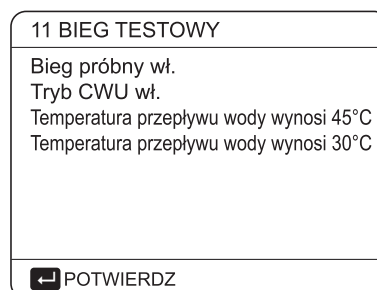 11 BIEG TESTOWY
Bieg próbny wł.
Tryb CWU wł.
Temperatura przepływu wody wynosi 45°C
Temperatura przepływu wody wynosi 30°C
POTWIERDZ